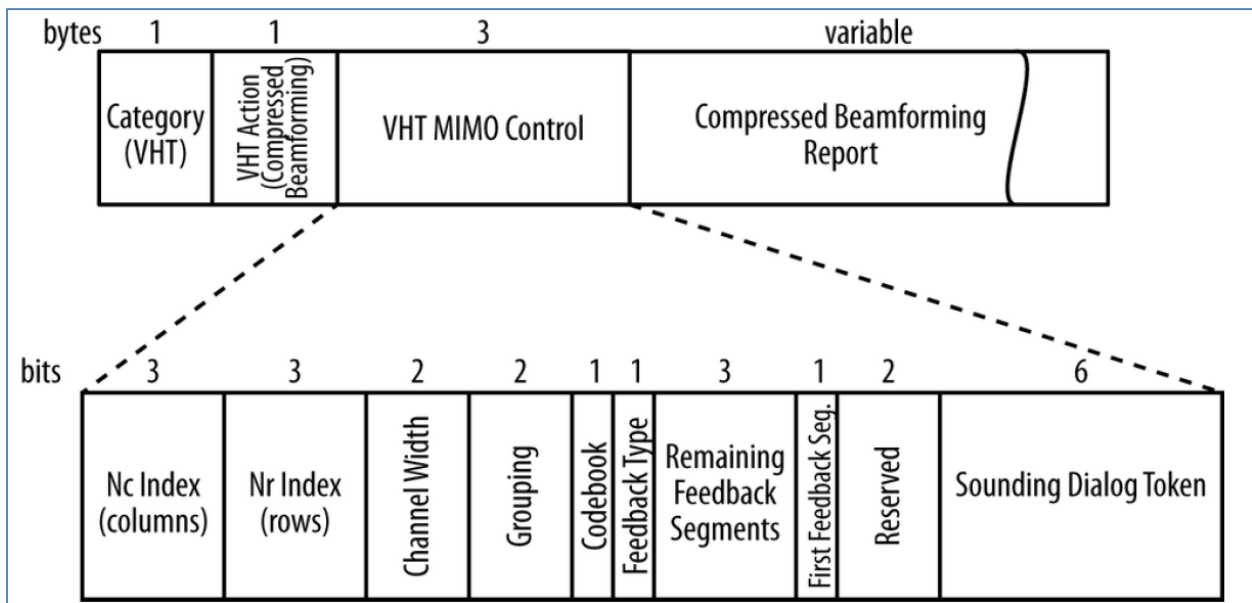 bytes 1 1 3 variable
Category
(VHT)
VHT Action
(Compressed
Beamforming)
VHT MIMO Control
Compressed Beamforming
Report
bits 3 3 2 2 1 1 3 1 2 6
Nc Index
(columns)
Nr Index
(rows)
Channel Width
Grouping
Codebook
Feedback Type
Remaining
Feedback
Segments
First Feedback Seg.
Reserved
Sounding Dialog Token